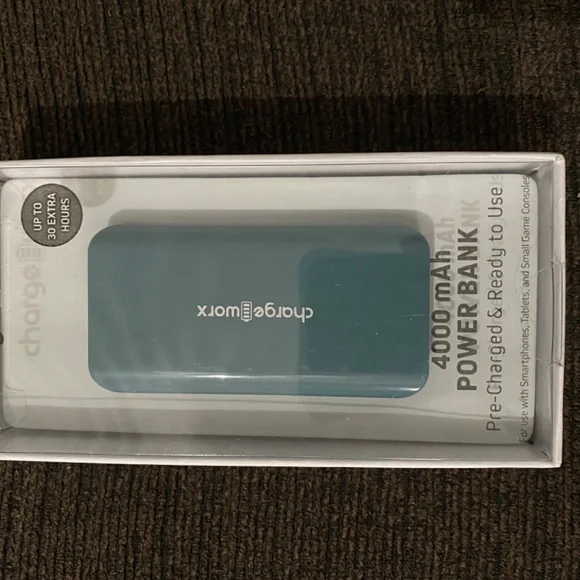 charge
UP TO
30 EXTRA
HOURS
chargeworx
4000 mAh
POWER BANK
Pre-Charged & Ready to Use
For use with Smartphones, Tablets, and Small Game Consoles